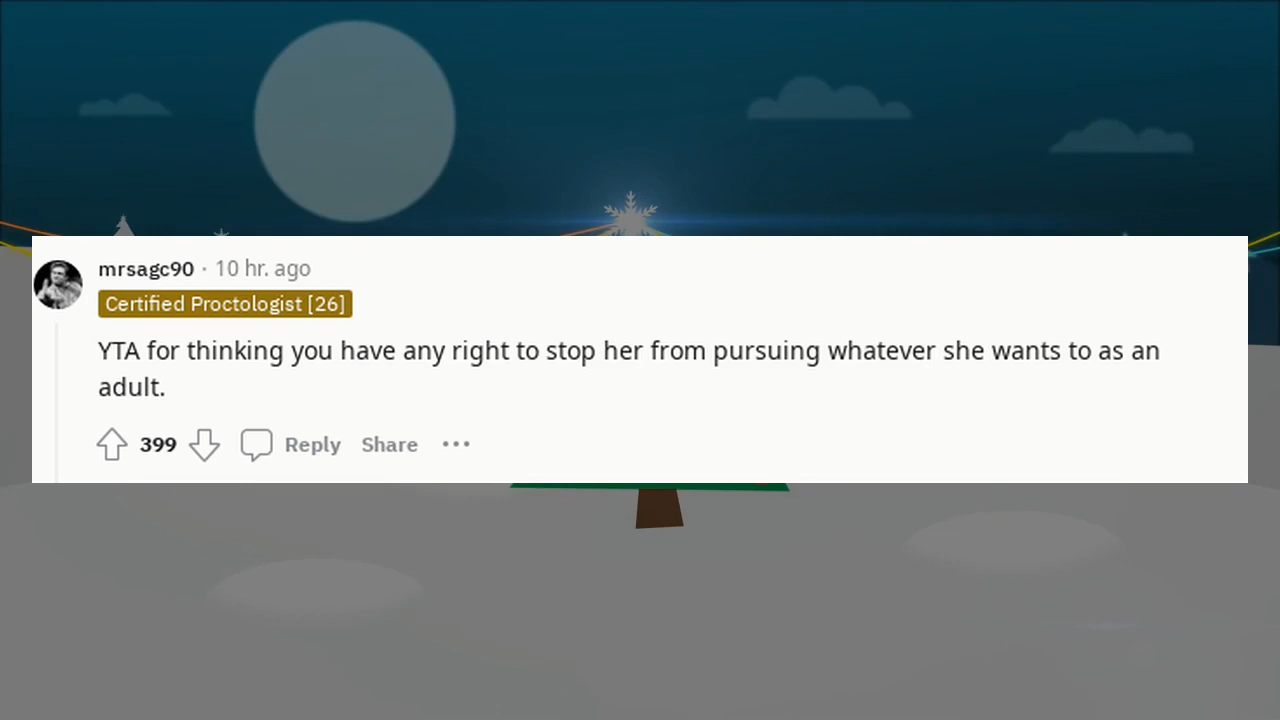 mrsagc90 · 10 hr. ago
Certified Proctologist [26]
YTA for thinking you have any right to stop her from pursuing whatever she wants to as an
adult.
399 Reply Share ···